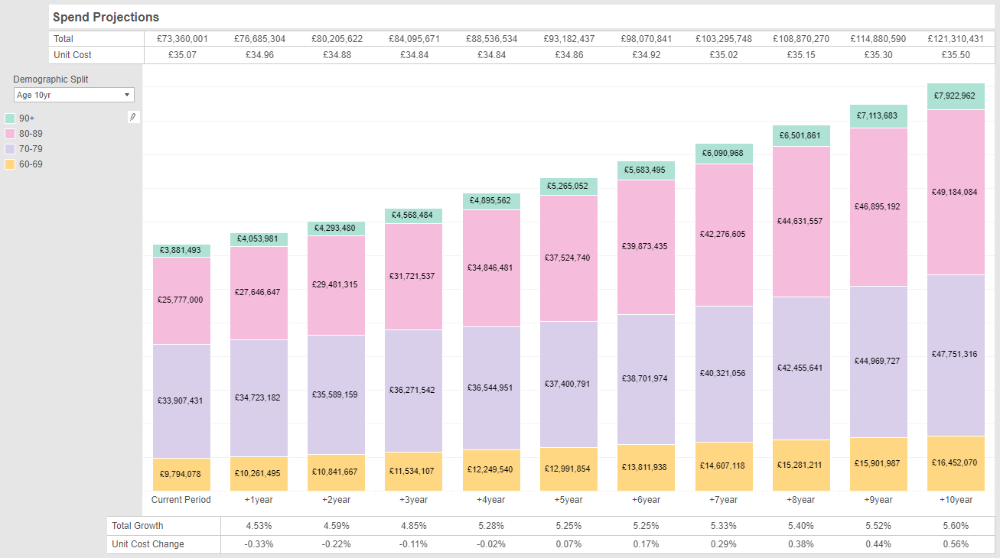 Spend Projections
Total £73,360,001 £76,685,304 £80,205,622 £84,095,671 £88,536,534 £93,182,437 £98,070,841 £103,295,748 £108,870,270 £114,880,590 £121,310,431
Unit Cost £35.07 £34.96 £34.88 £34.84 £34.84 £34.86 £34.92 £35.02 £35.15 £35.30 £35.50
Demographic Split
Age 10yr
90+
80-89
70-79
60-69
£3,881,493 £4,053,981 £4,293,480 £4,568,484 £4,895,562 £5,265,052 £5,683,495 £6,090,968 £6,501,861 £7,113,683 £7,922,962
£25,777,000 £27,646,647 £29,481,315 £31,721,537 £34,846,481 £37,524,740 £39,873,435 £42,276,605 £44,631,557 £46,895,192 £49,184,084
£33,907,431 £34,723,182 £35,589,159 £36,271,542 £36,544,951 £37,400,791 £38,701,974 £40,321,056 £42,455,641 £44,969,727 £47,751,316
£9,794,078 £10,261,495 £10,841,667 £11,534,107 £12,249,540 £12,991,854 £13,811,938 £14,607,118 £15,281,211 £15,901,987 £16,452,070
Current Period +1year +2year +3year +4year +5year +6year +7year +8year +9year +10year
Total Growth 4.53% 4.59% 4.85% 5.28% 5.25% 5.25% 5.33% 5.40% 5.52% 5.60%
Unit Cost Change -0.33% -0.22% -0.11% -0.02% 0.07% 0.17% 0.29% 0.38% 0.44% 0.56%